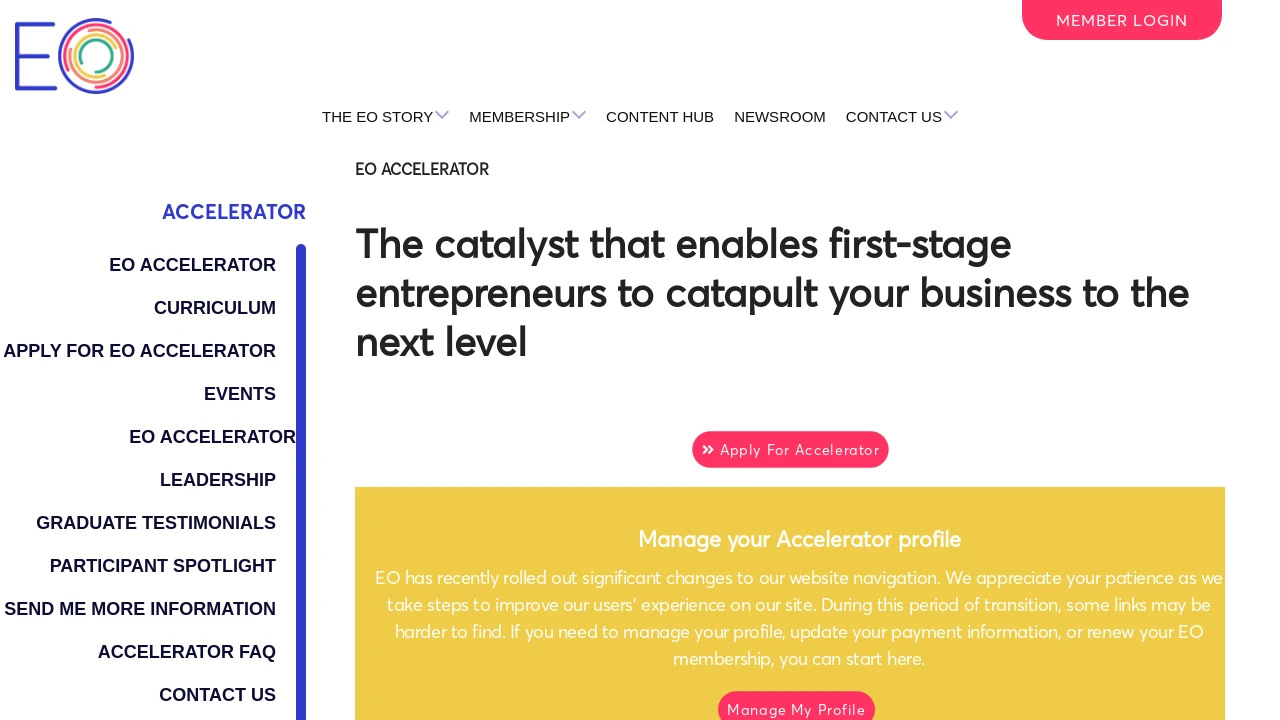 MEMBER LOGIN
EO
THE EO STORY MEMBERSHIP CONTENT HUB NEWSROOM CONTACT US
EO ACCELERATOR
ACCELERATOR
EO ACCELERATOR
CURRICULUM
APPLY FOR EO ACCELERATOR
EVENTS
EO ACCELERATOR
LEADERSHIP
GRADUATE TESTIMONIALS
PARTICIPANT SPOTLIGHT
SEND ME MORE INFORMATION
ACCELERATOR FAQ
CONTACT US
The catalyst that enables first-stage
entrepreneurs to catapult your business to the
next level
Apply For Accelerator
Manage your Accelerator profile
EO has recently rolled out significant changes to our website navigation. We appreciate your patience as we
take steps to improve our users' experience on our site. During this period of transition, some links may be
harder to find. If you need to manage your profile, update your payment information, or renew your EO
membership, you can start here.
Manage My Profile